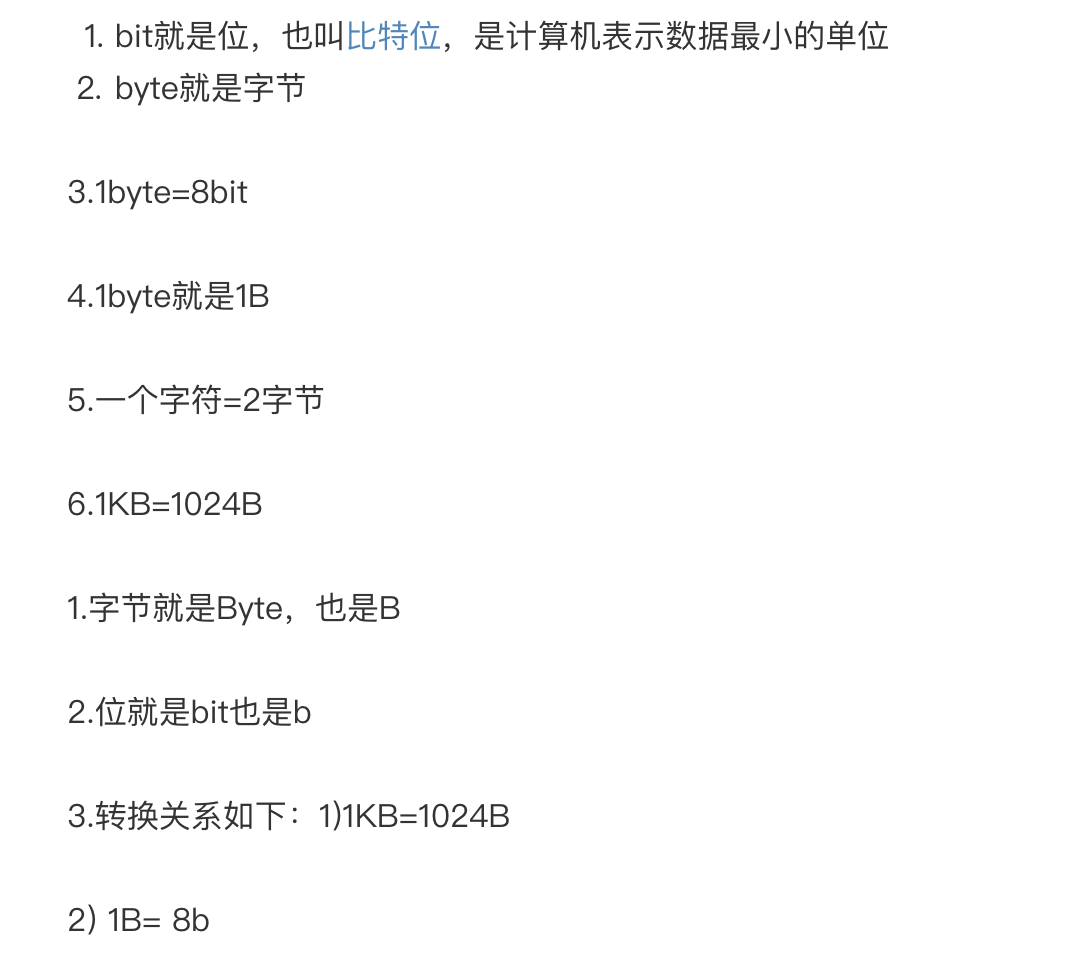 1. bit就是位，也叫比特位，是计算机表示数据最小的单位
2. byte就是字节
3.1byte=8bit
4.1byte就是1B
5.一个字符=2字节
6.1KB=1024B
1.字节就是Byte，也是B
2.位就是bit也是b
3.转换关系如下：1)1KB=1024B
2) 1B= 8b